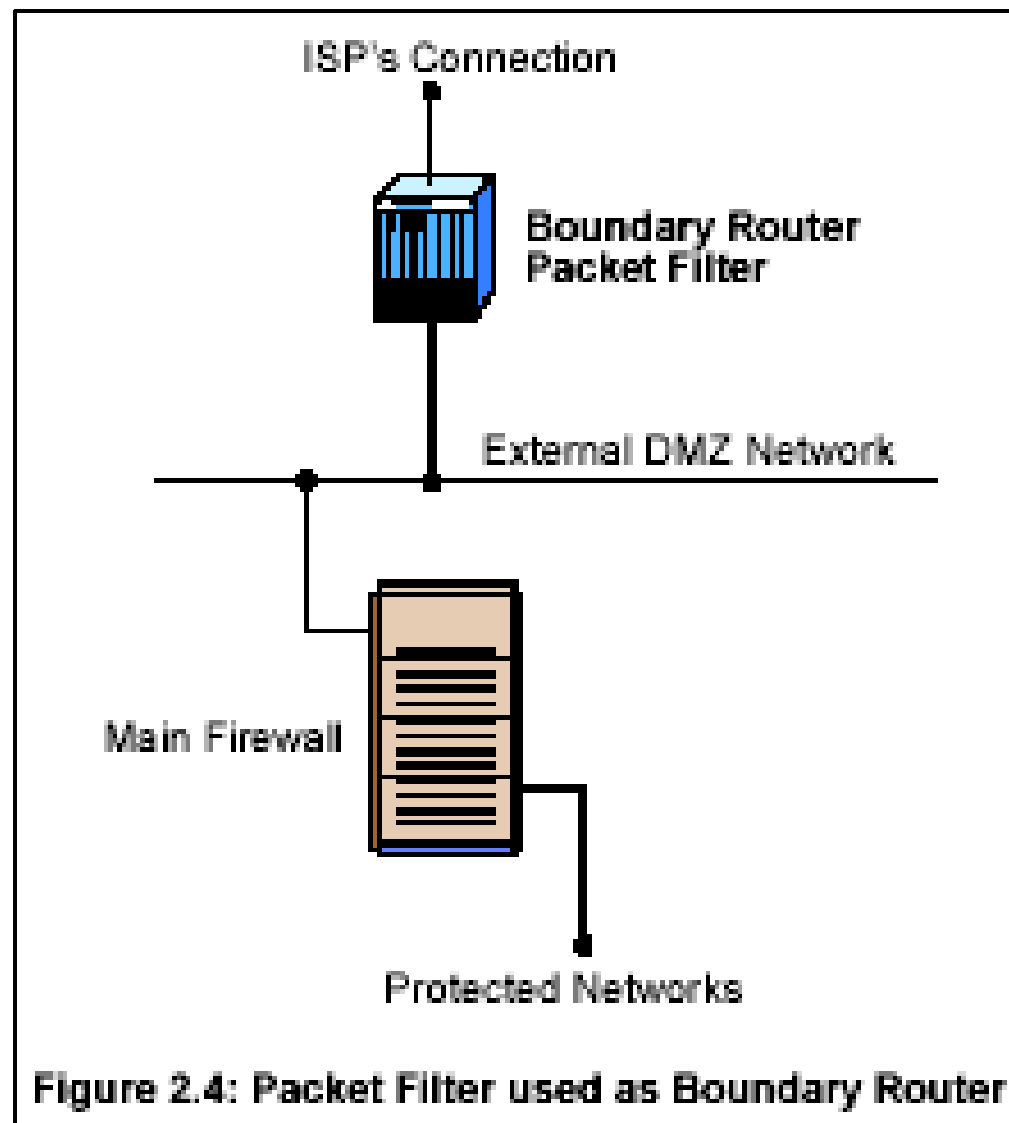 ISP's Connection
Boundary Router
Packet Filter
External DMZ Network
Main Firewall
Protected Networks
Figure 2.4: Packet Filter used as Boundary Router